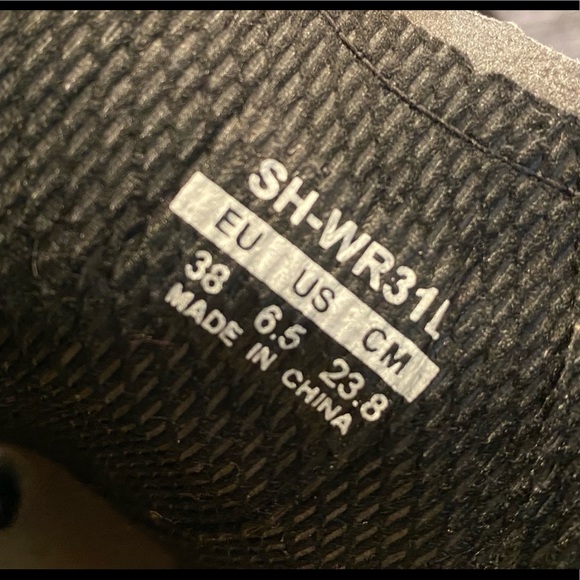 SH-WR31L
EU US CM
38 6.5 23.8
MADE IN CHINA